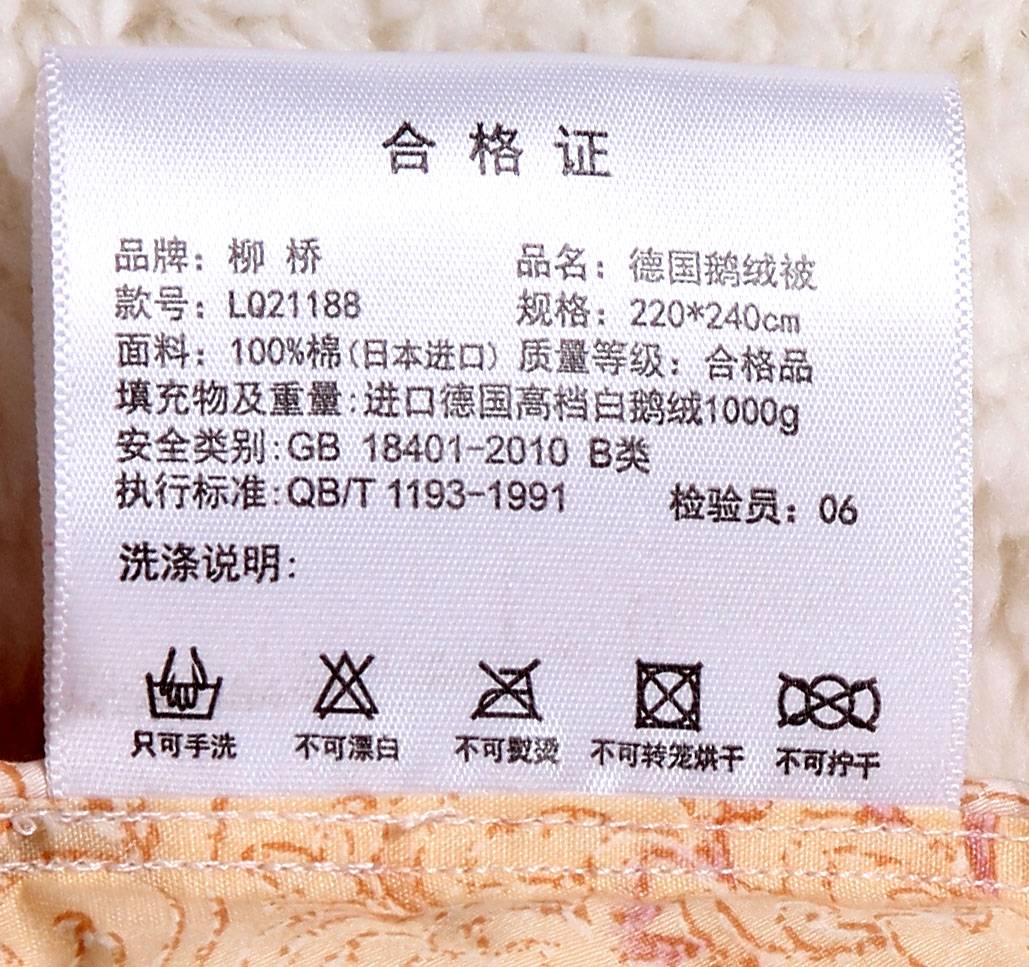 合格证
品牌：柳 桥 品名：德国鹅绒被
款号：LQ21188 规格：220*240cm
面料：100%棉(日本进口) 质量等级：合格品
填充物及重量:进口德国高档白鹅绒1000g
安全类别:GB 18401-2010 B类
执行标准:QB/T 1193-1991 检验员：06
洗涤说明:
只可手洗 不可漂白 不可熨烫 不可转笼烘干 不可拧干